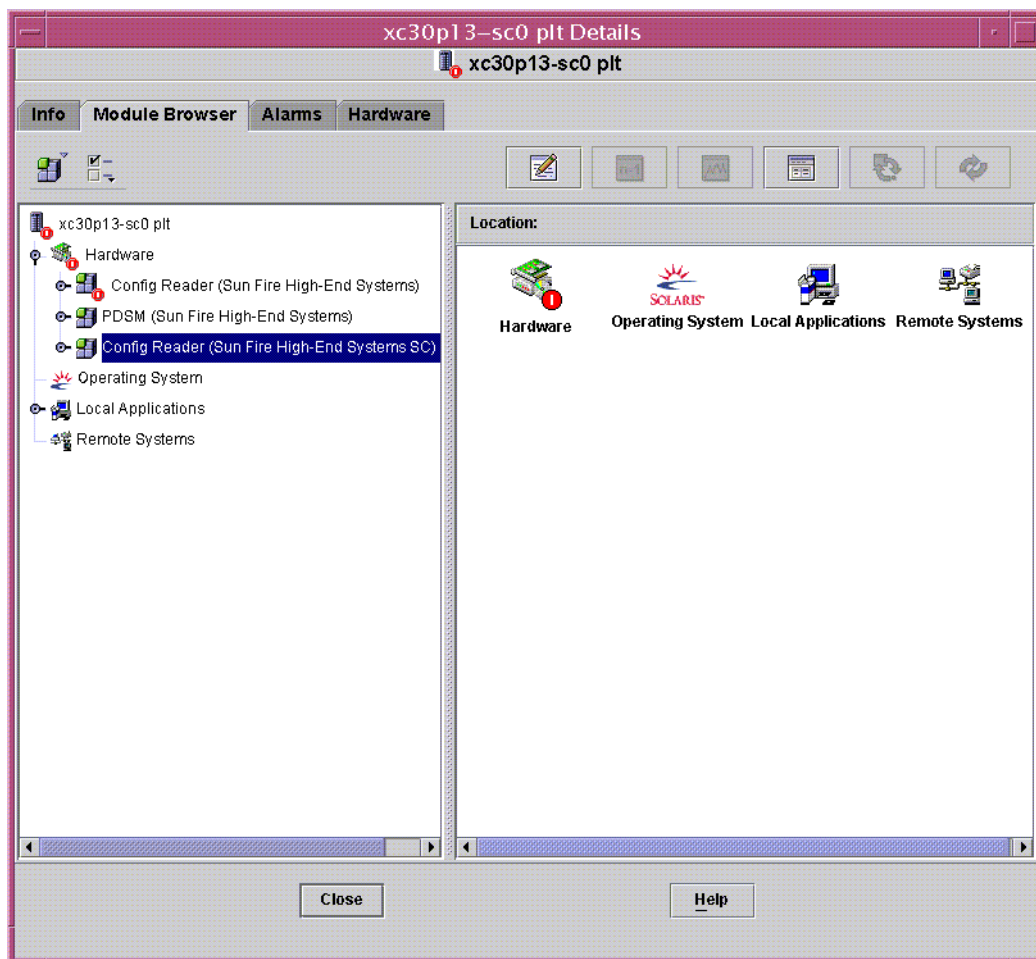 xc30p13–sc0 plt Details
xc30p13-sc0 plt
Info Module Browser Alarms Hardware
n-1
xc30p13-sc0 plt
Hardware
Config Reader (Sun Fire High-End Systems)
PDSM (Sun Fire High-End Systems)
Config Reader (Sun Fire High-End Systems SC)
Operating System
Local Applications
Remote Systems
Location:
SOLARIS
Hardware Operating System Local Applications Remote Systems
Close Help